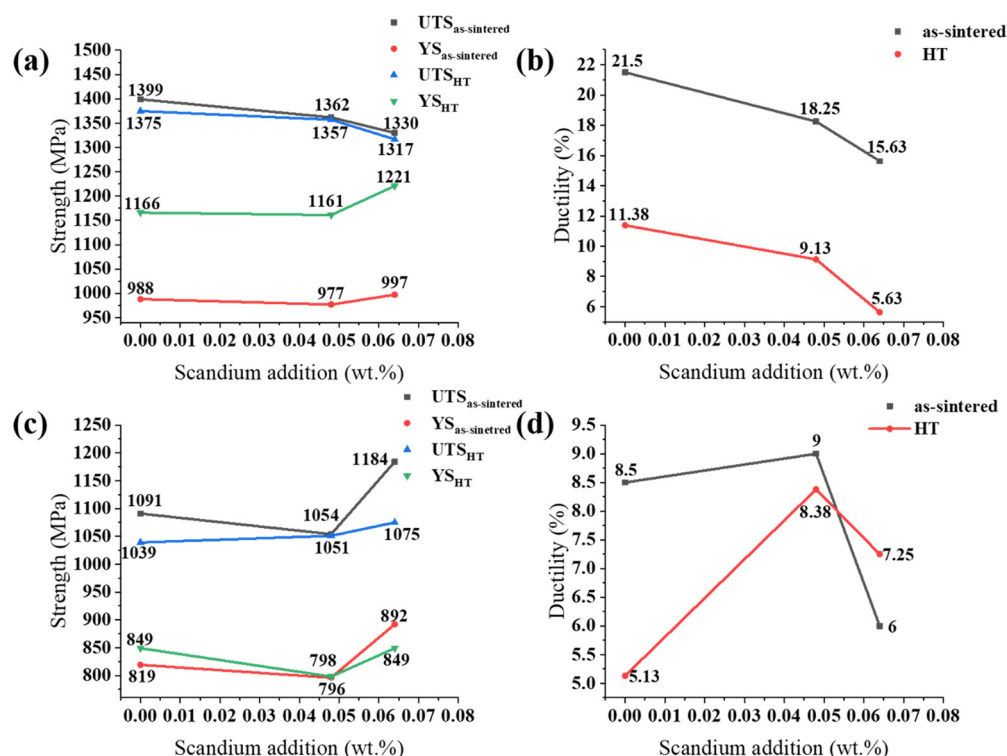 (a)
UTSas-sintered
YSas-sintered
UTSHT
YSHT
1500
1450
1400
1350
1300
1250
1200
1150
1100
1050
1000
950
Strength (MPa)
1399
1375
1362
1357
1330
1317
1221
1166
1161
988
977
997
0.00 0.01 0.02 0.03 0.04 0.05 0.06 0.07 0.08
Scandium addition (wt.%)
(b)
as-sintered
HT
22
20
18
16
14
12
10
8
6
Ductility (%)
21.5
18.25
15.63
11.38
9.13
5.63
0.00 0.01 0.02 0.03 0.04 0.05 0.06 0.07 0.08
Scandium addition (wt.%)
(c)
UTSas-sintered
YSas-sinetred
UTSHT
YSHT
1250
1200
1150
1100
1050
1000
950
900
850
800
Strength (MPa)
1184
1091
1054
1039
1051
1075
892
849
798
849
819
796
0.00 0.01 0.02 0.03 0.04 0.05 0.06 0.07 0.08
Scandium addition (wt.%)
(d)
as-sintered
HT
9.5
9.0
8.5
8.0
7.5
7.0
6.5
6.0
5.5
5.0
Ductility (%)
9
8.5
8.38
7.25
6
5.13
0.00 0.01 0.02 0.03 0.04 0.05 0.06 0.07 0.08
Scandium addition (wt.%)